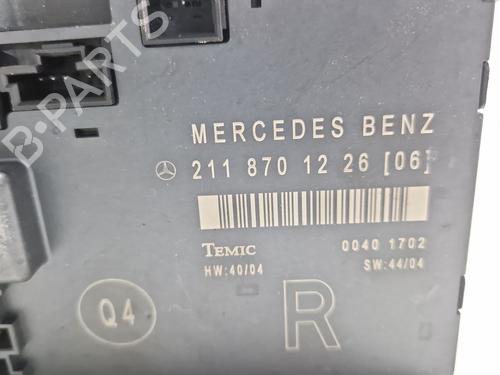 B-PARTS
MERCEDES BENZ
211 870 12 26 [06]
TEMIC 0040 1702
HW:40/04 SW:44/04
Q4 R